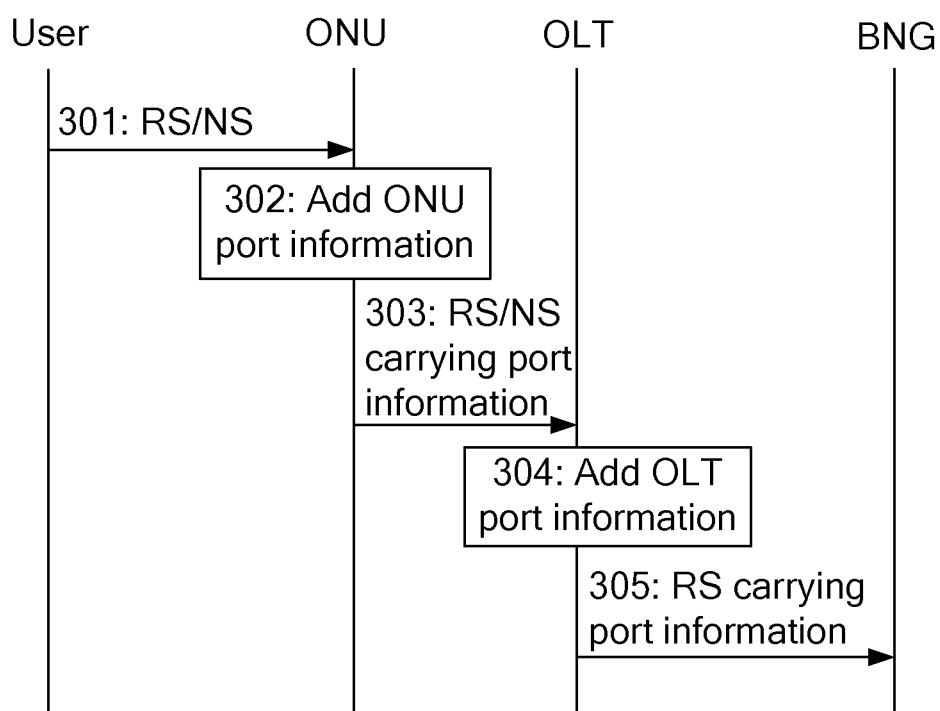 User ONU OLT BNG
301: RS/NS
302: Add ONU
port information
303: RS/NS
carrying port
information
304: Add OLT
port information
305: RS carrying
port information